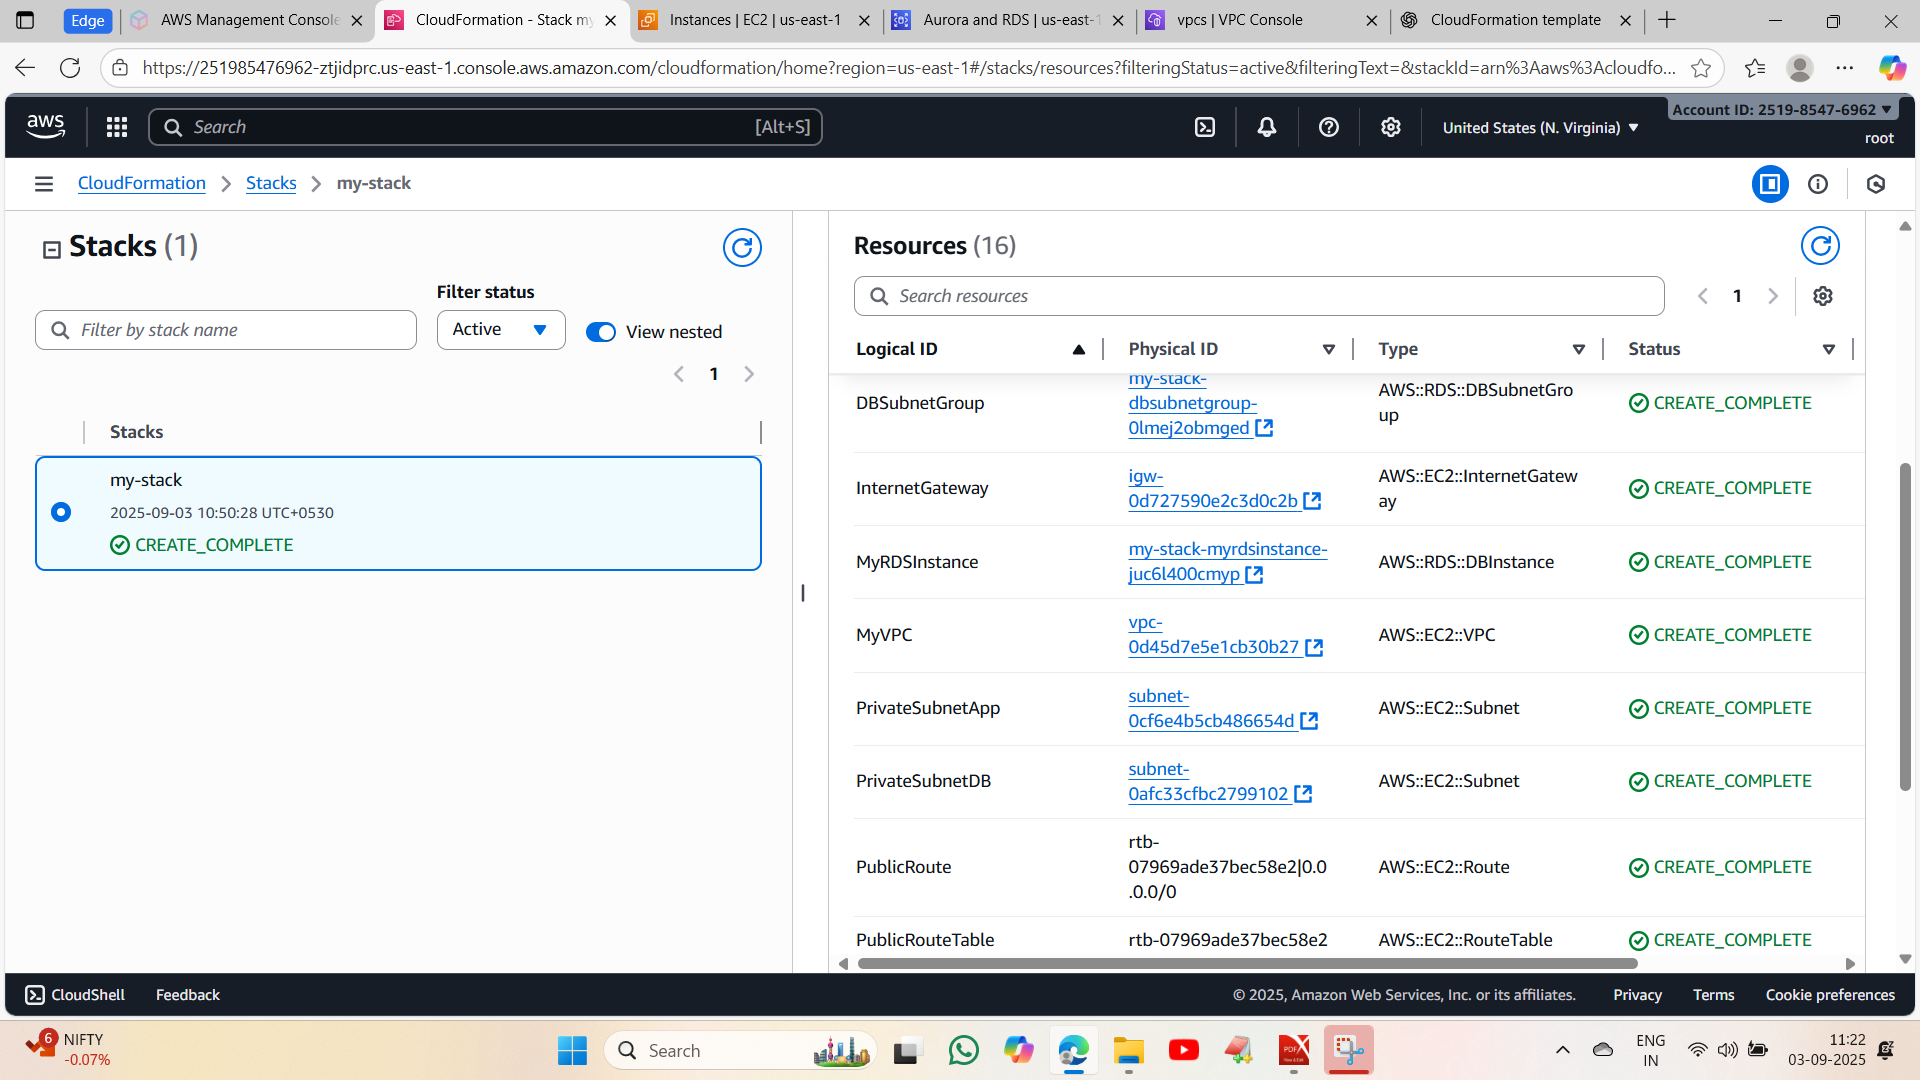 Edge
AWS Management Console
CloudFormation - Stack my
Instances | EC2 | us-east-1
Aurora and RDS | us-east-1
vpcs | VPC Console
CloudFormation template
https://251985476962-ztjidprc.us-east-1.console.aws.amazon.com/cloudformation/home?region=us-east-1#/stacks/resources?filteringStatus=active&filteringText=&stackId=arn%3Aaws%3Acloudfo...
aws
Search
[Alt+S]
United States (N. Virginia)
Account ID: 2519-8547-6962
root
CloudFormation
Stacks
my-stack
Stacks (1)
Filter status
Filter by stack name
Active
View nested
1
Stacks
my-stack
2025-09-03 10:50:28 UTC+0530
CREATE_COMPLETE
Resources (16)
Search resources
1
Logical ID
Physical ID
Type
Status
DBSubnetGroup
my-stack-
dbsubnetgroup-
0lmej2obmged
AWS::RDS::DBSubnetGro
up
CREATE_COMPLETE
InternetGateway
igw-
0d727590e2c3d0c2b
AWS::EC2::InternetGatew
ay
CREATE_COMPLETE
MyRDSInstance
my-stack-myrdsinstance-
juc6l400cmyp
AWS::RDS::DBInstance
CREATE_COMPLETE
MyVPC
vpc-
0d45d7e5e1cb30b27
AWS::EC2::VPC
CREATE_COMPLETE
PrivateSubnetApp
subnet-
0cf6e4b5cb486654d
AWS::EC2::Subnet
CREATE_COMPLETE
PrivateSubnetDB
subnet-
0afc33cfbc2799102
AWS::EC2::Subnet
CREATE_COMPLETE
PublicRoute
rtb-
07969ade37bec58e2|0.0
.0.0/0
AWS::EC2::Route
CREATE_COMPLETE
PublicRouteTable
rtb-07969ade37bec58e2
AWS::EC2::RouteTable
CREATE_COMPLETE
CloudShell
Feedback
© 2025, Amazon Web Services, Inc. or its affiliates.
Privacy
Terms
Cookie preferences
6
NIFTY
-0.07%
Search
PDF
ENG
IN
11:22
03-09-2025